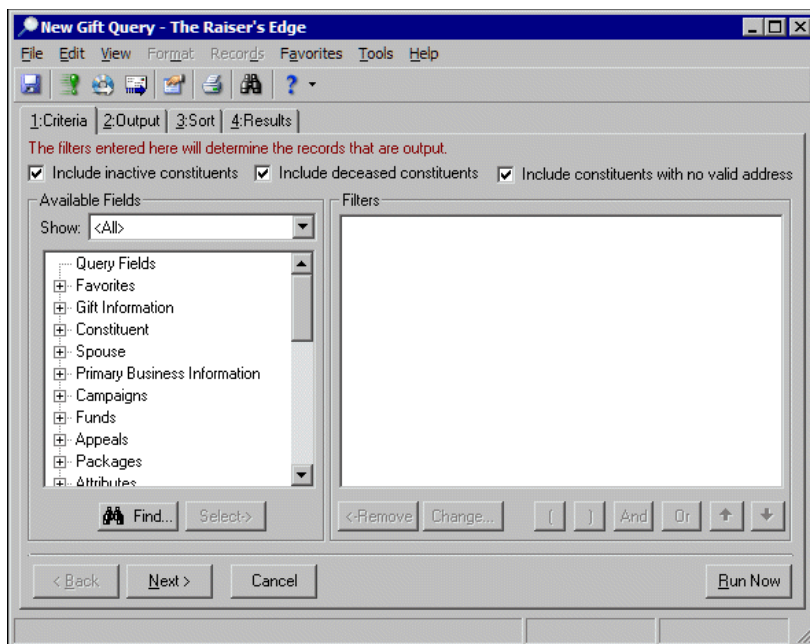 New Gift Query - The Raiser's Edge
File Edit View Format Records Favorites Tools Help
?
1:Criteria 2:Output 3:Sort 4:Results
The filters entered here will determine the records that are output.
Include inactive constituents Include deceased constituents Include constituents with no valid address
Available Fields
Show: <All>
Query Fields
Favorites
Gift Information
Constituent
Spouse
Primary Business Information
Campaigns
Funds
Appeals
Packages
Attributes
Find... Select->
Filters
<-Remove Change... ( ) And Or
< Back Next > Cancel Run Now